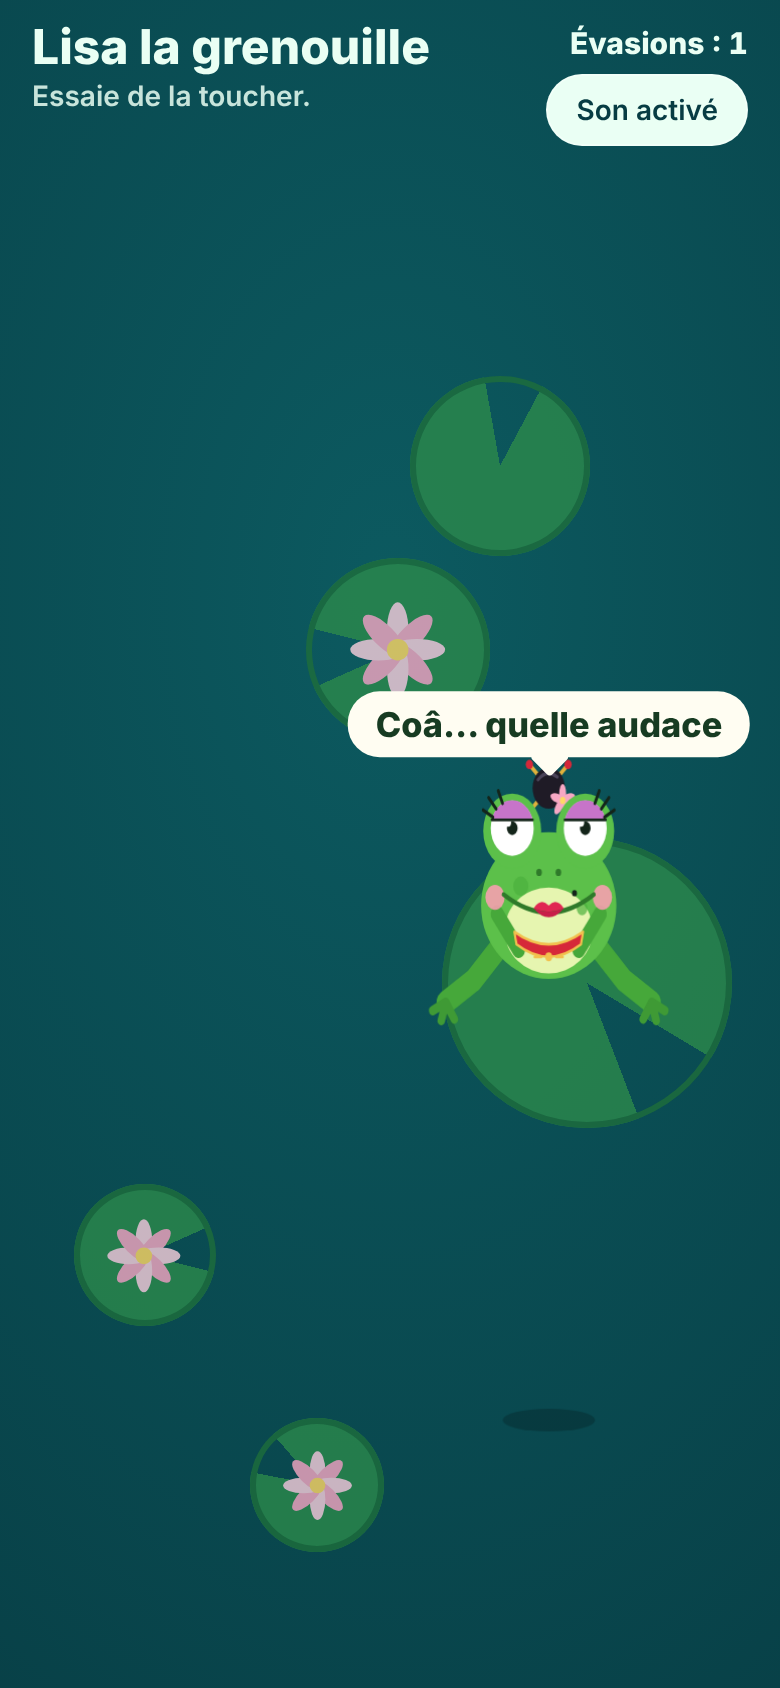 Lisa la grenouille
Essaie de la toucher.
Évasions : 1
Son activé
Coâ… quelle audace